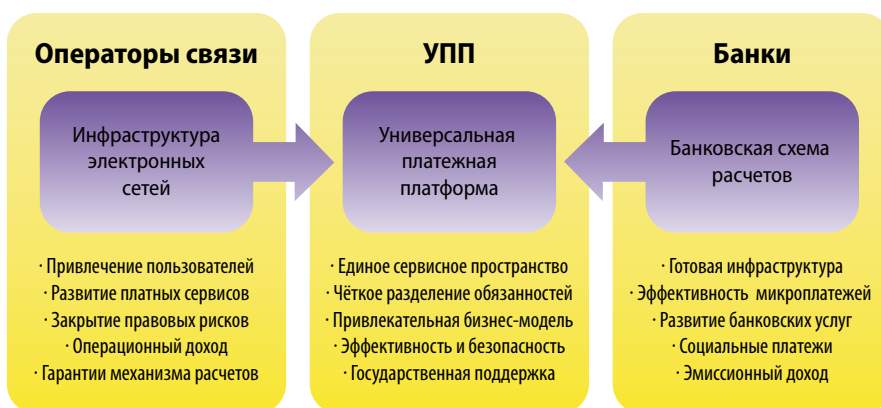 Операторы связи
Инфраструктура
электронных
сетей
· Привлечение пользователей
· Развитие платных сервисов
· Закрытие правовых рисков
· Операционный доход
· Гарантии механизма расчетов
УПП
Универсальная
платежная
платформа
· Единое сервисное пространство
· Чёткое разделение обязанностей
· Привлекательная бизнес-модель
· Эффективность и безопасность
· Государственная поддержка
Банки
Банковская схема
расчетов
· Готовая инфраструктура
· Эффективность микроплатежей
· Развитие банковских услуг
· Социальные платежи
· Эмиссионный доход